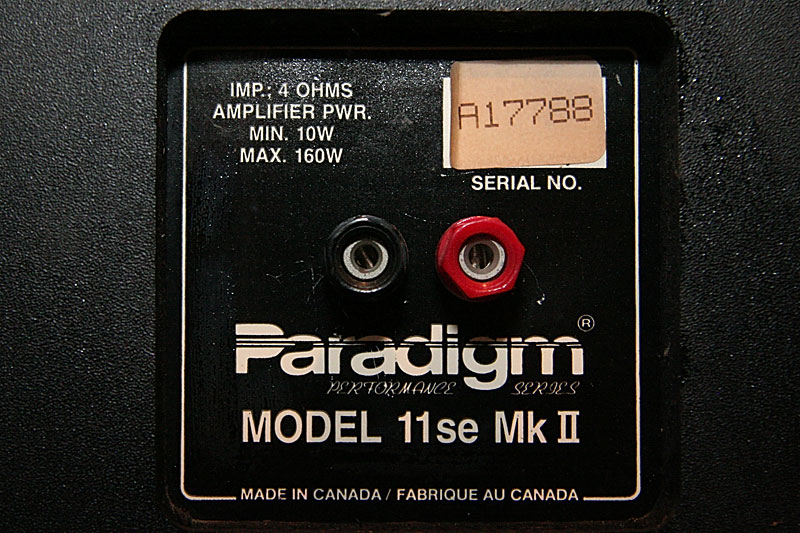 IMP.: 4 OHMS
AMPLIFIER PWR.
MIN. 10W
MAX. 160W
A17788
SERIAL NO.
Paradigm®
PERFORMANCE SERIES
MODEL 11se Mk II
MADE IN CANADA / FABRIQUE AU CANADA